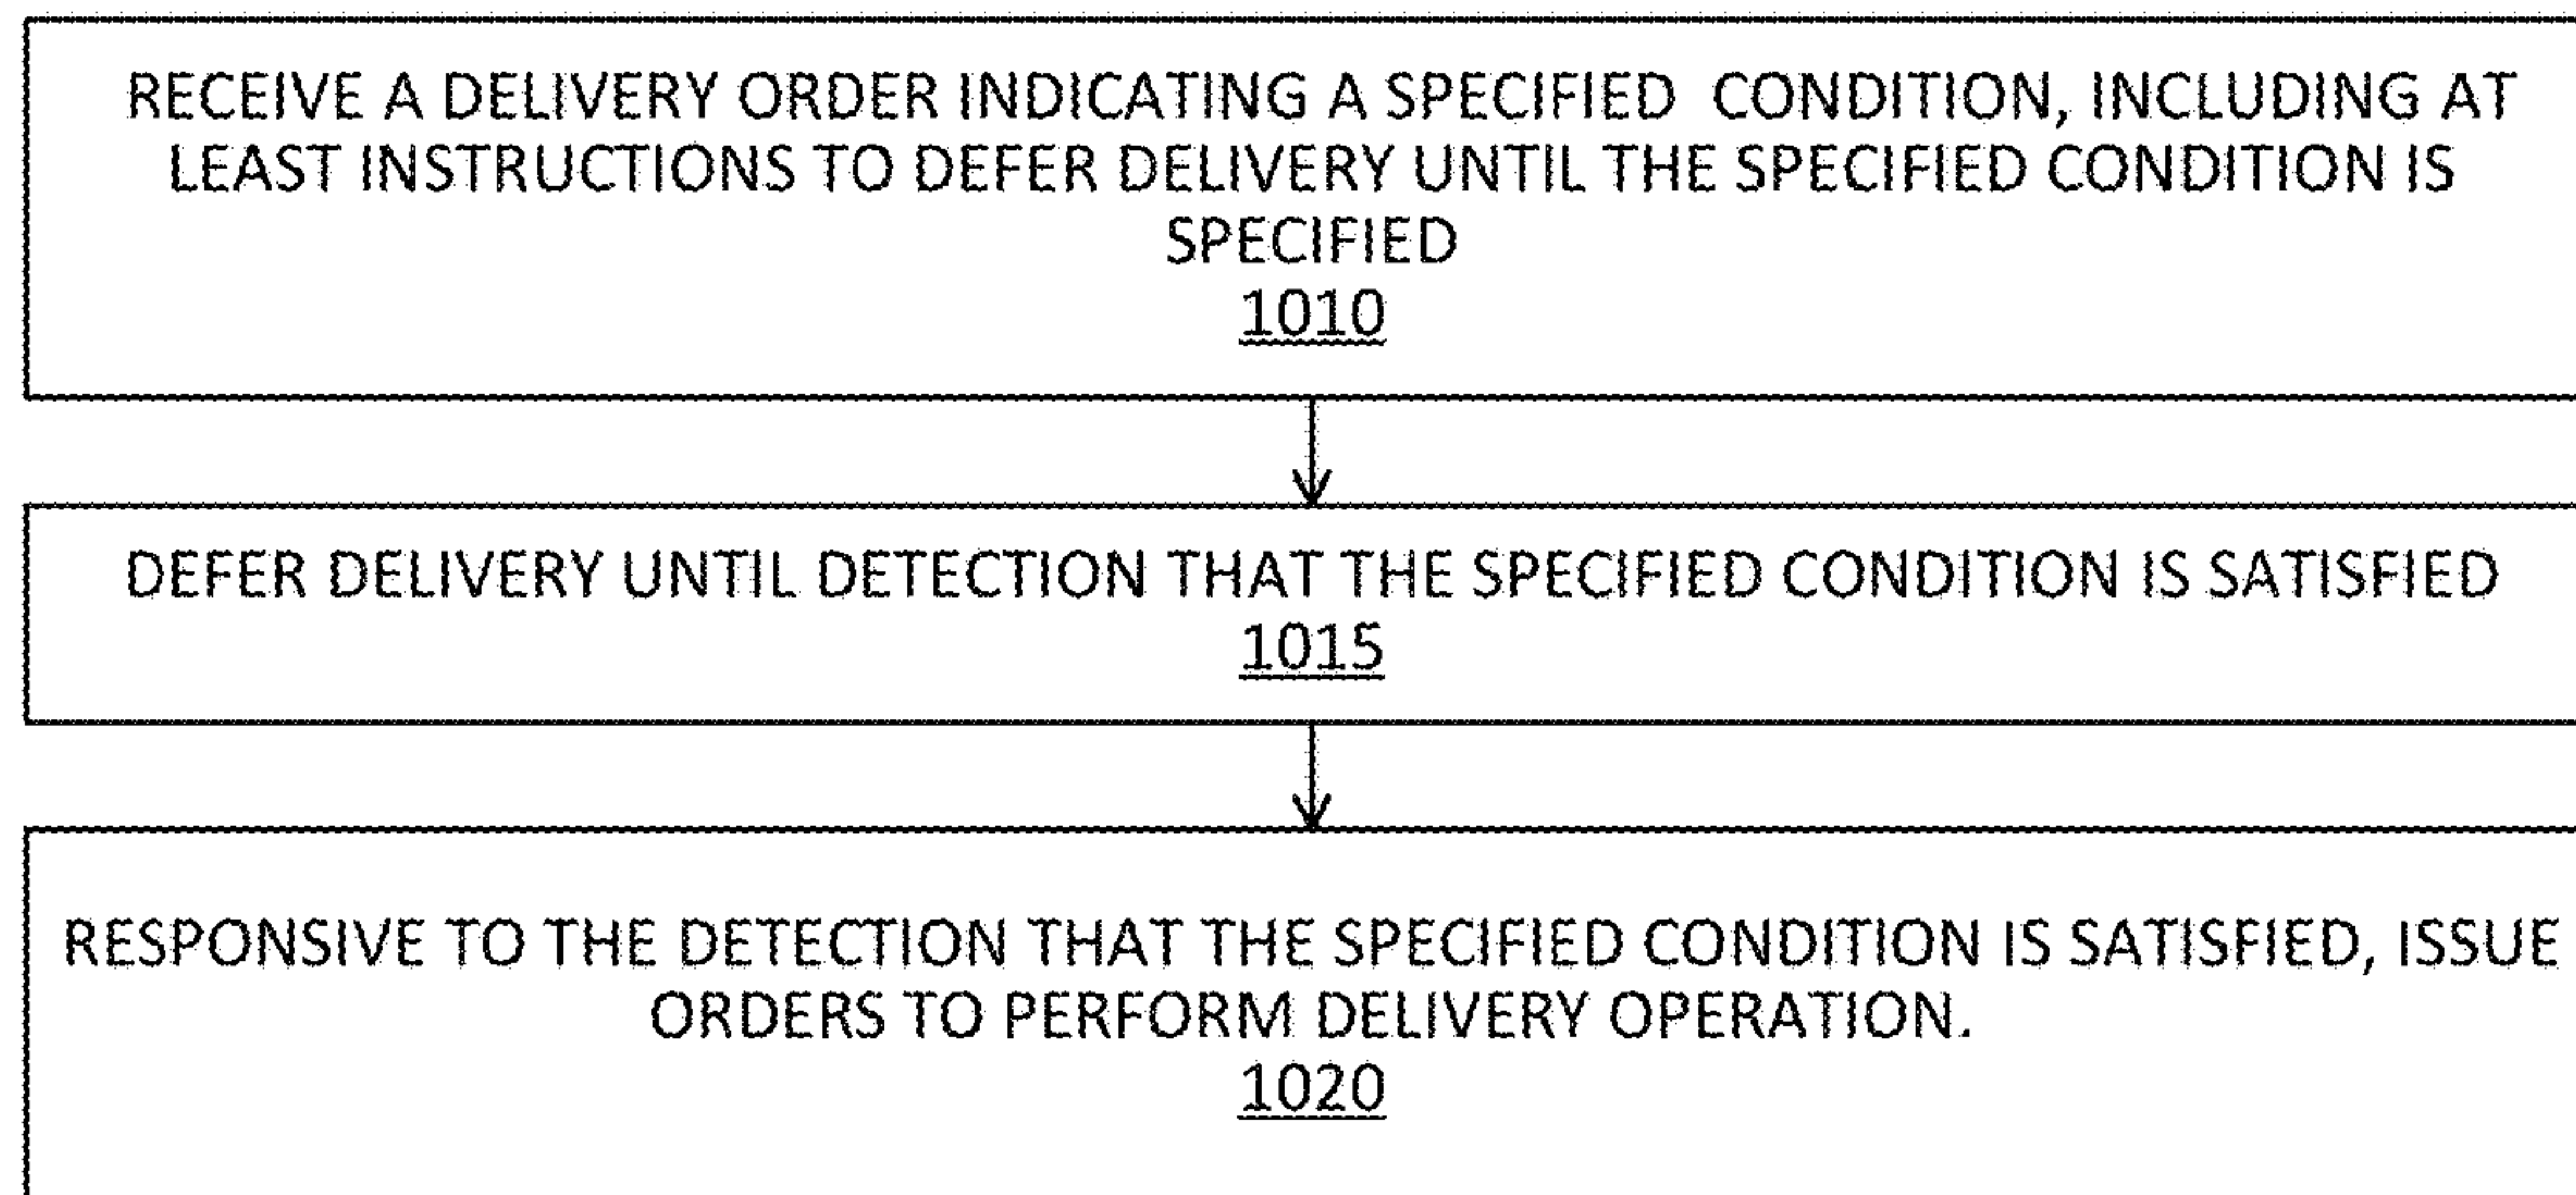 RECEIVE A DELIVERY ORDER INDICATING A SPECIFIED CONDITION, INCLUDING AT
LEAST INSTRUCTIONS TO DEFER DELIVERY UNTIL THE SPECIFIED CONDITION IS
SPECIFIED
1010
DEFER DELIVERY UNTIL DETECTION THAT THE SPECIFIED CONDITION IS SATISFIED
1015
RESPONSIVE TO THE DETECTION THAT THE SPECIFIED CONDITION IS SATISFIED, ISSUE
ORDERS TO PERFORM DELIVERY OPERATION.
1020